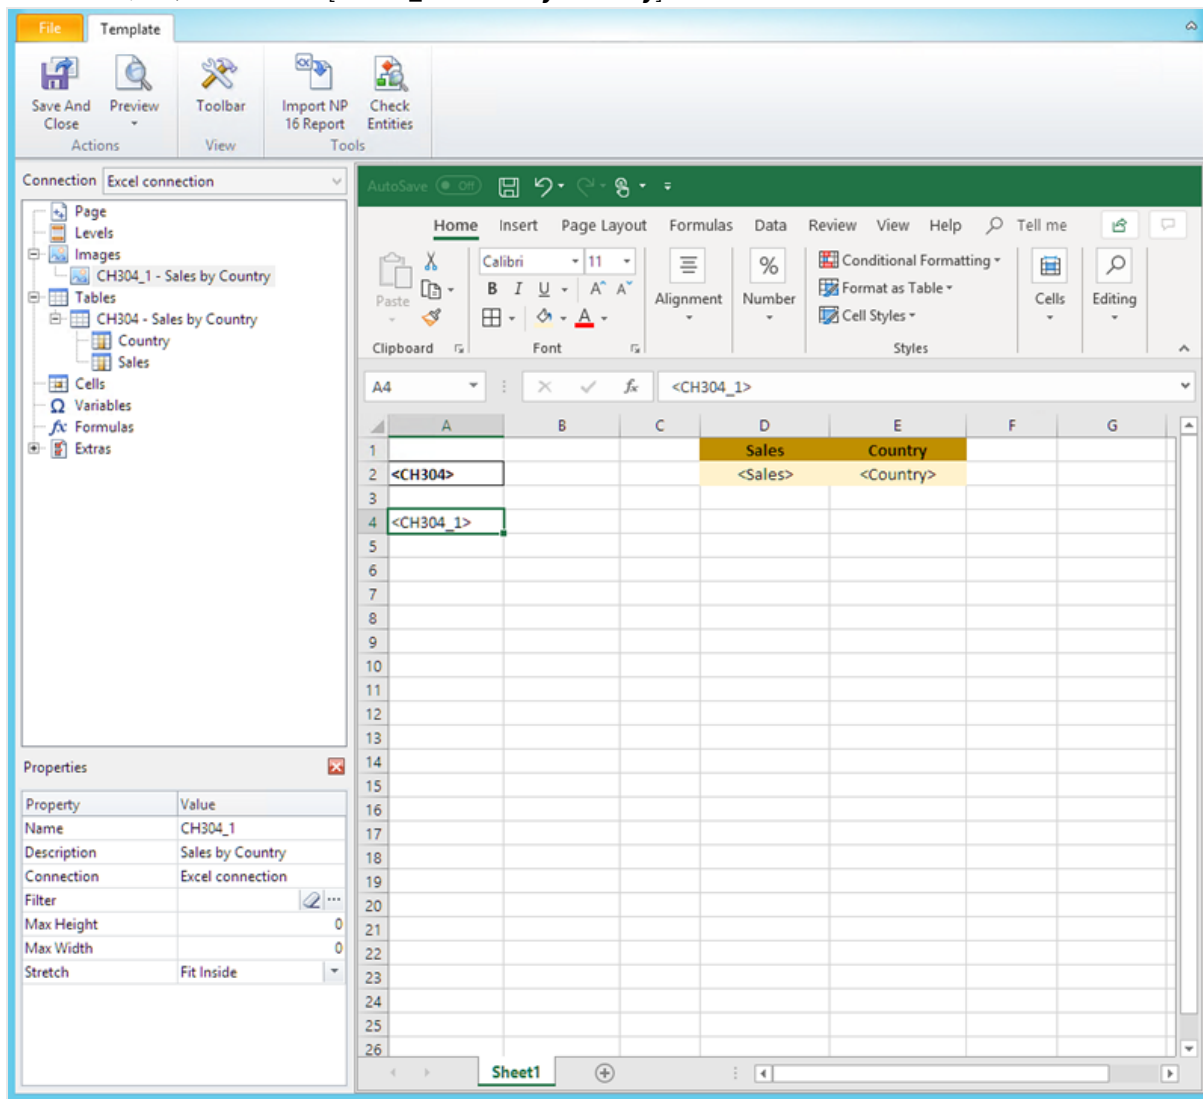 File Template
Save And Close
Preview
Toolbar
Import NP 16 Report
Check Entities
Actions View Tools
Connection Excel connection
Page
Levels
Images
CH304_1 - Sales by Country
Tables
CH304 - Sales by Country
Country
Sales
Cells
Variables
Formulas
Extras
Properties
Property Value
Name CH304_1
Description Sales by Country
Connection Excel connection
Filter
Max Height 0
Max Width 0
Stretch Fit Inside
AutoSave Off
Home Insert Page Layout Formulas Data Review View Help Tell me
Paste
Calibri 11
B I U A A
A
Alignment
%
Number
Conditional Formatting
Format as Table
Cell Styles
Cells
Editing
Clipboard Font Styles
A4 fx <CH304_1>
A B C D E F G
1 Sales Country
2 <CH304> <Sales> <Country>
3
4 <CH304_1>
5
6
7
8
9
10
11
12
13
14
15
16
17
18
19
20
21
22
23
24
25
26
Sheet1